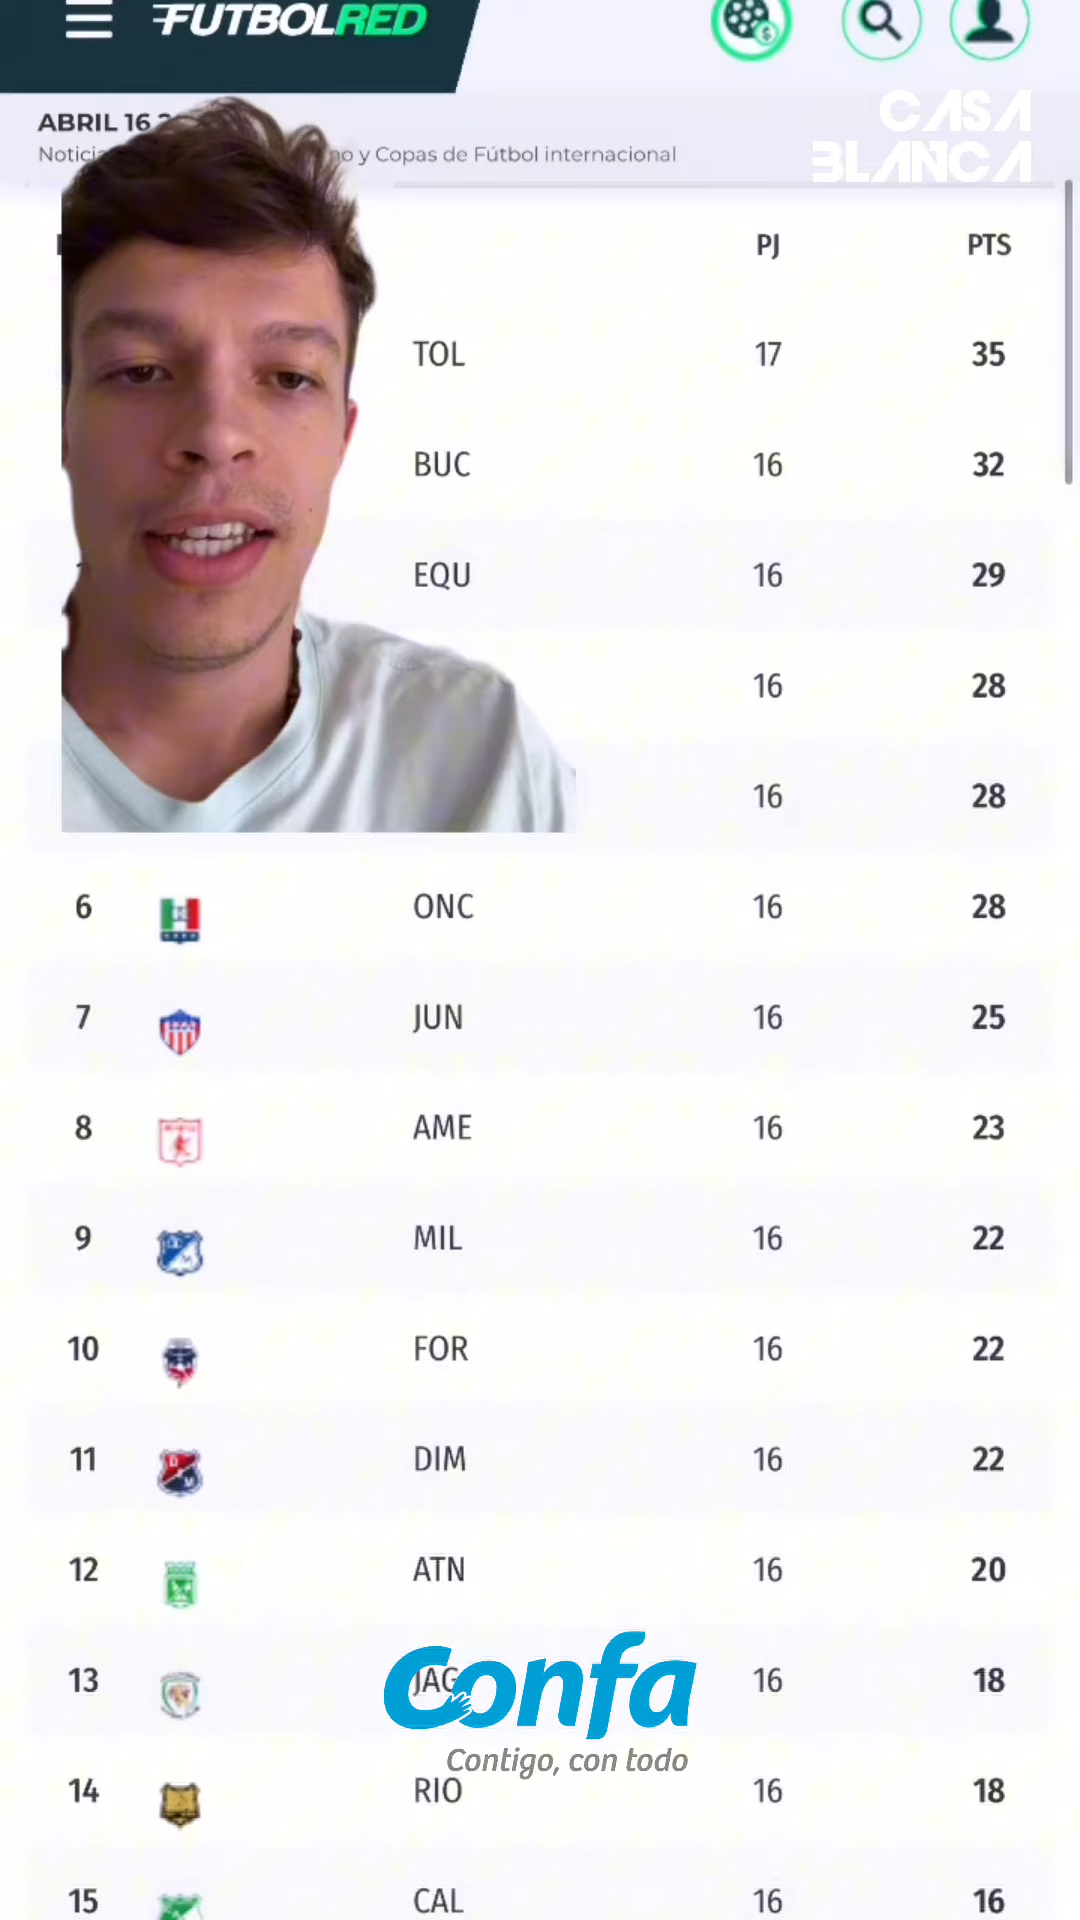 FUTBOLRED
ABRIL 16
CASA
BLANCA
y Copas de Fútbol internacional
PJ PTS
TOL 17 35
BUC 16 32
EQU 16 29
16 28
16 28
6 ONC 16 28
7 JUN 16 25
8 AME 16 23
9 MIL 16 22
10 FOR 16 22
11 DIM 16 22
12 ATN 16 20
13 JAG 16 18
Confa
Contigo, con todo
14 RIO 16 18
15 CAL 16 16